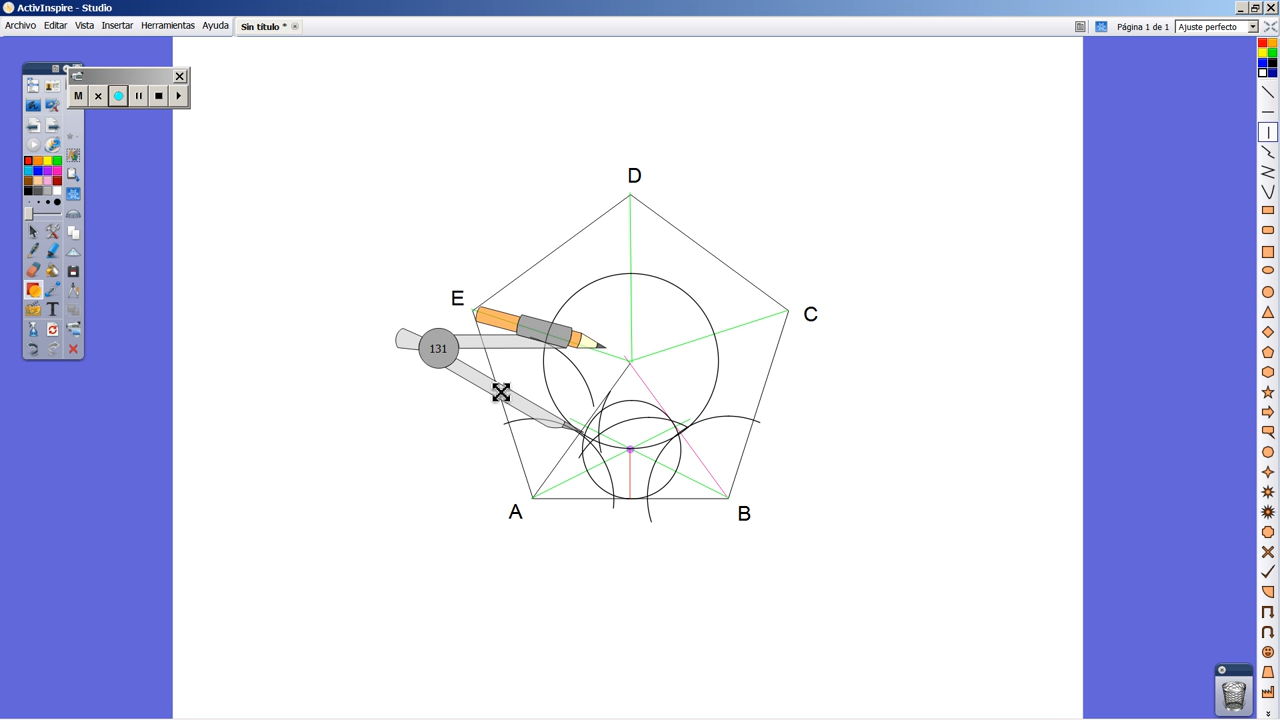 ActivInspire - Studio
Archivo Editar Vista Insertar Herramientas Ayuda Sin título * Página 1 de 1 Ajuste perfecto
M
D
E
C
131
A
B
T